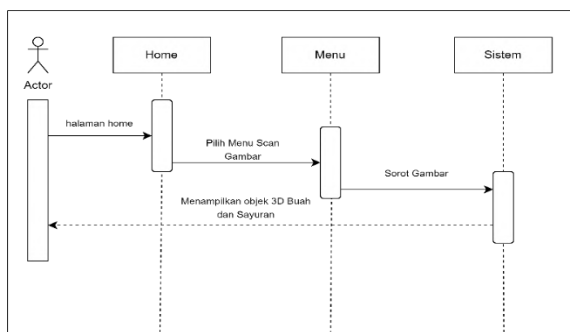 Home
Menu
Sistem
Actor
halaman home
Pilih Menu Scan
Gambar
Sorot Gambar
Menampilkan objek 3D Buah
dan Sayuran